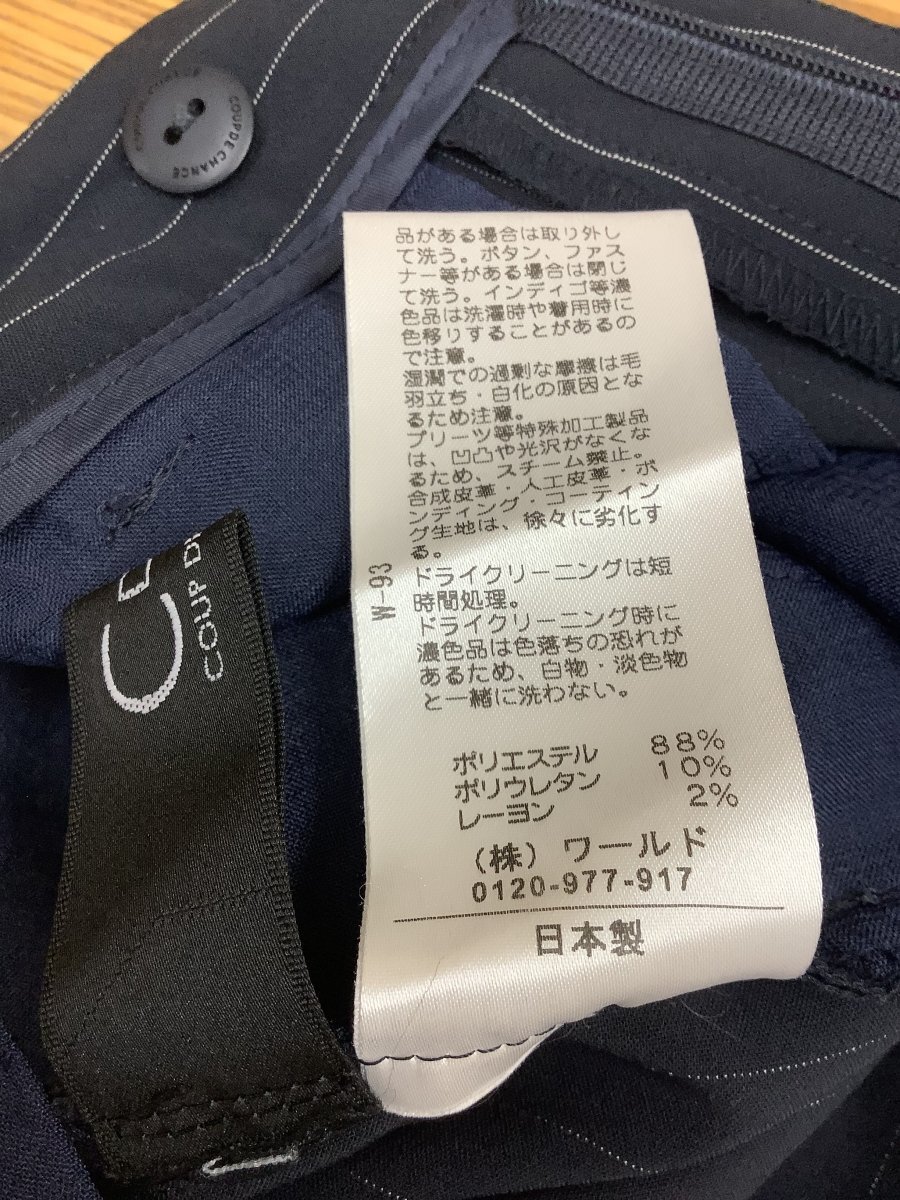 COUP DE CHANCE
品がある場合は取り外し
て洗う。ボタン、ファス
ナー等がある場合は閉じ
て洗う。インディゴ等濃
色品は洗濯時や着用時に
色移りすることがあるの
で注意。
湿潤での過剰な摩擦は毛
羽立ち・白化の原因とな
るため注意。
プリーツ等特殊加工製品
は、凹凸や光沢がなくな
るため、スチーム禁止。
合成皮革・人工皮革・ボ
ンディング・コーティン
グ生地は、徐々に劣化す
る。
ドライクリーニングは短
時間処理。
ドライクリーニング時に
濃色品は色落ちの恐れが
あるため、白物・淡色物
と一緒に洗わない。
W-93
ポリエステル 88%
ポリウレタン 10%
レーヨン 2%
(株) ワールド
0120-977-917
日本製
COUP D